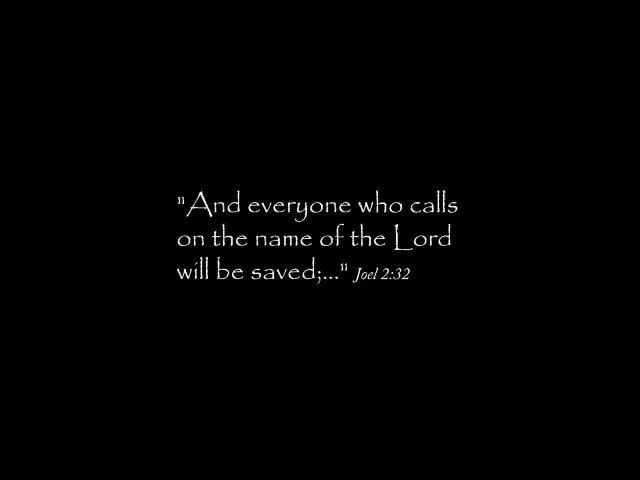 "And everyone who calls
on the name of the Lord
will be saved;..." Joel 2:32